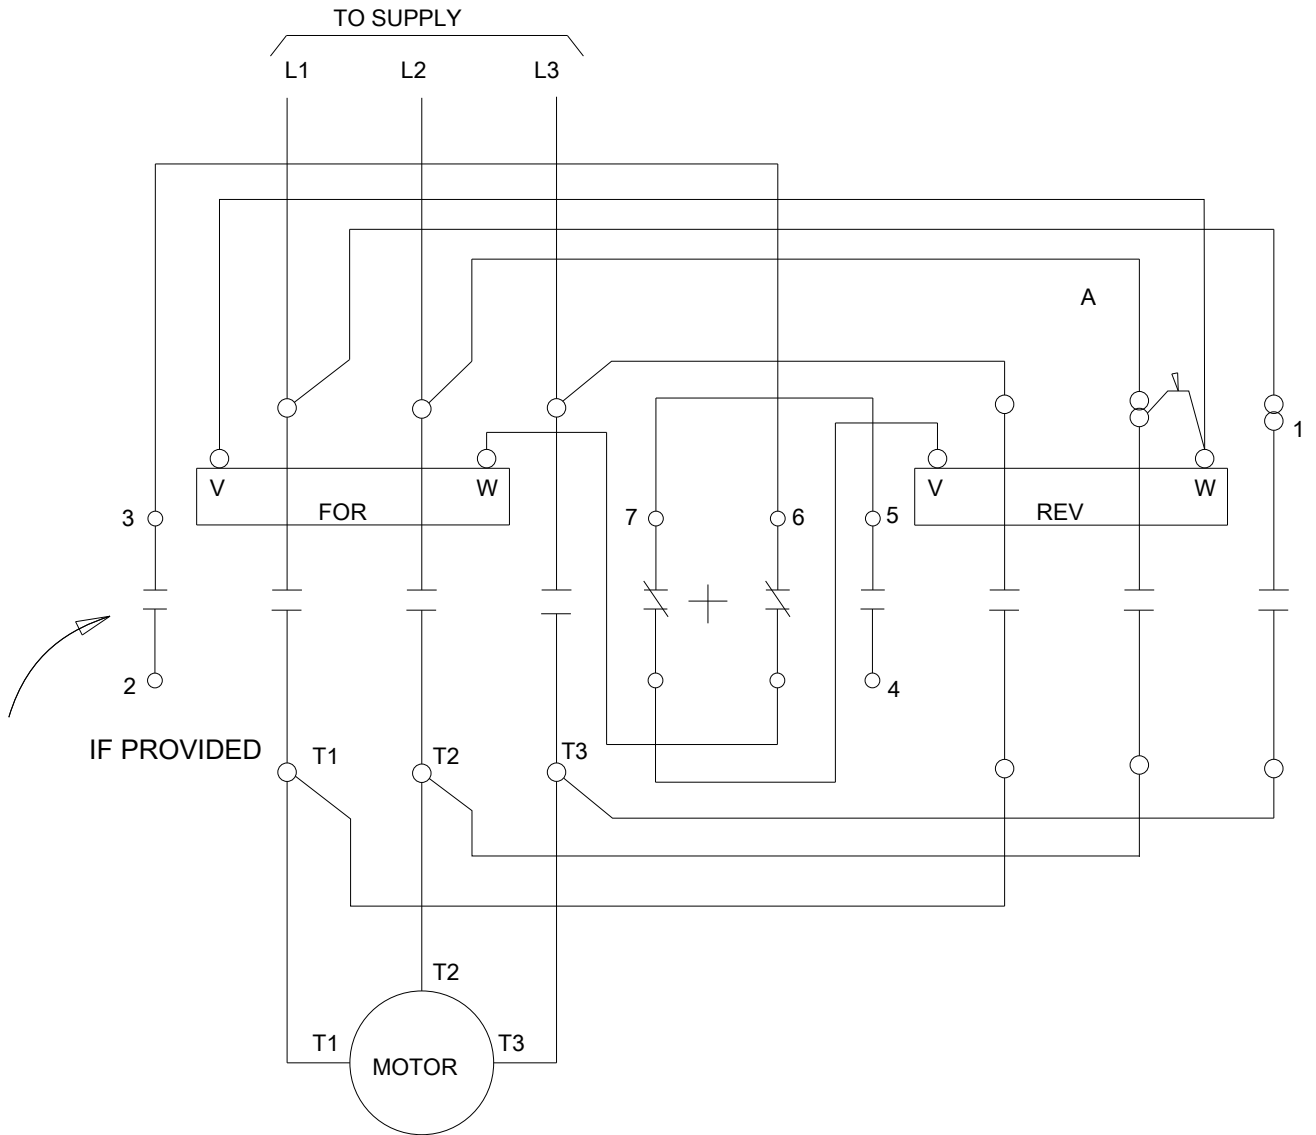 TO SUPPLY
L1 L2 L3
A
1
V W V W
FOR REV
3 7 6 5
2 4
IF PROVIDED T1 T2 T3
T2
T1 T3
MOTOR